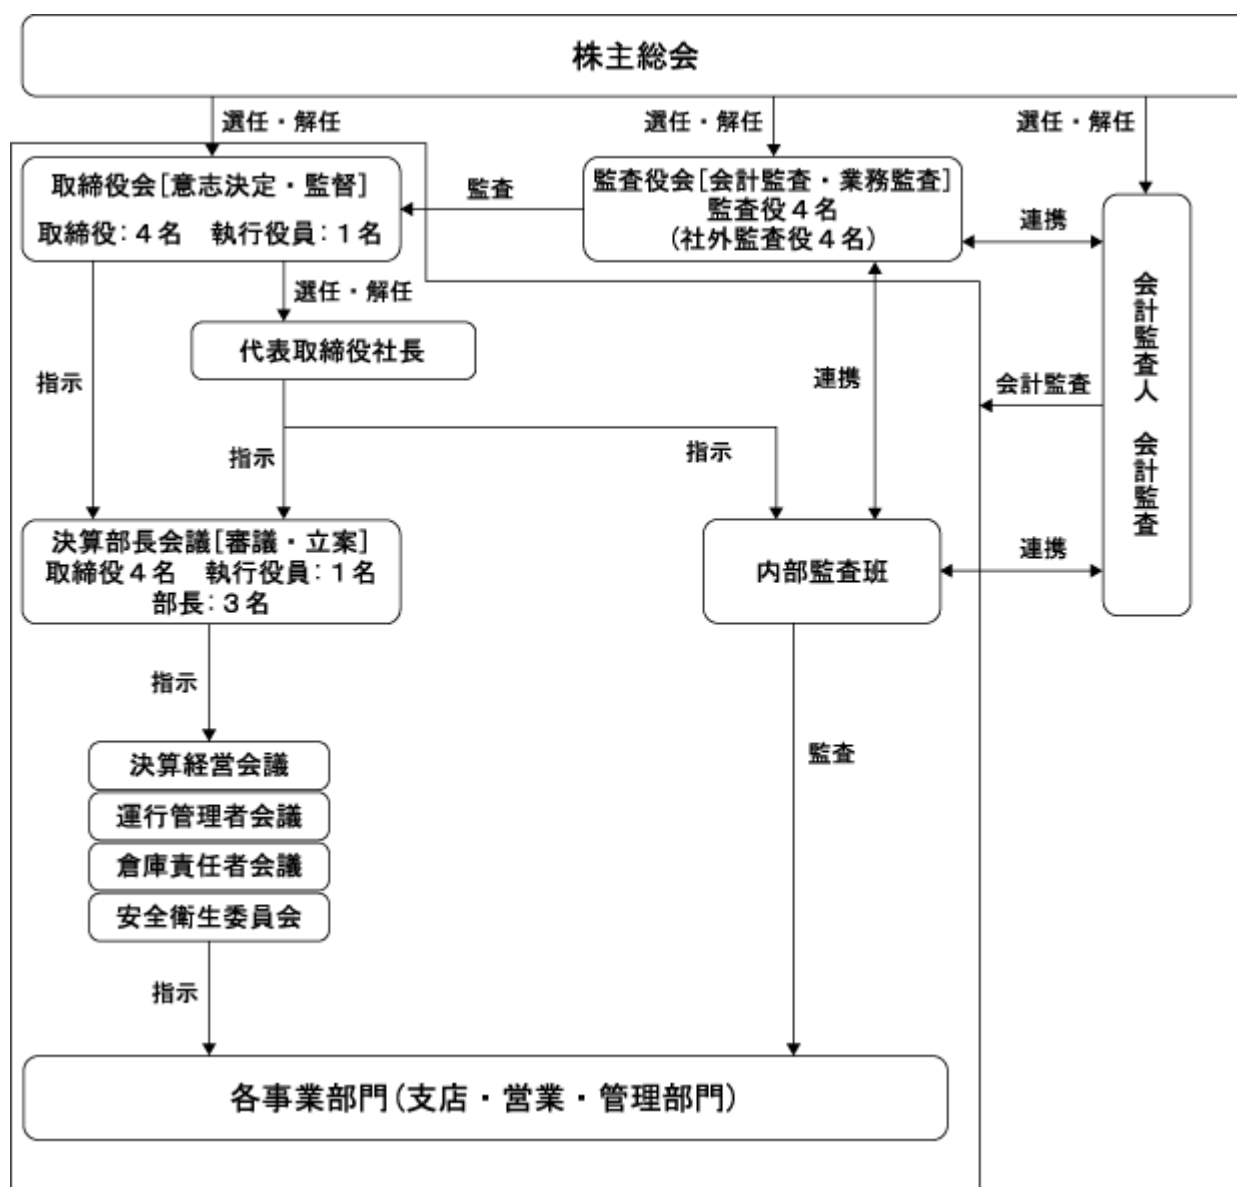 株主総会
選任・解任
選任・解任
選任・解任
取締役会[意志決定・監督]
取締役：４名　執行役員：１名
監査
監査役会[会計監査・業務監査]
監査役４名
(社外監査役４名)
連携
会計監査人　会計監査
選任・解任
代表取締役社長
指示
連携
会計監査
指示
指示
決算部長会議[審議・立案]
取締役４名　執行役員：１名
部長：３名
内部監査班
連携
指示
決算経営会議
運行管理者会議
倉庫責任者会議
安全衛生委員会
監査
指示
各事業部門(支店・営業・管理部門)